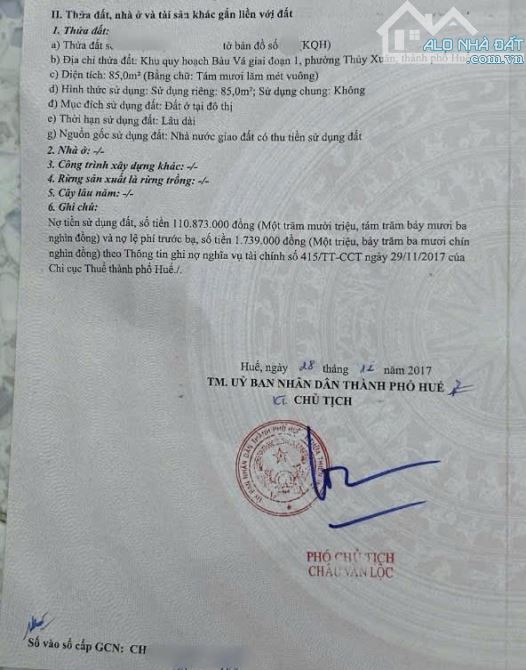 II. Thửa đất, nhà ở và tài sản khác gắn liền với đất
ALO NHÀ ĐẤT
1. Thửa đất:
a) Thửa đất số tờ bản đồ số KQH)
b) Địa chỉ thửa đất: Khu quy hoạch Bàu Vá giai đoạn 1, phường Thủy Xuân, thành phố Huế
c) Diện tích: 85,0m² (Bằng chữ: Tám mươi lăm mét vuông)
d) Hình thức sử dụng: Sử dụng riêng: 85,0m²; Sử dụng chung: Không
đ) Mục đích sử dụng đất: Đất ở tại đô thị
e) Thời hạn sử dụng đất: Lâu dài
g) Nguồn gốc sử dụng đất: Nhà nước giao đất có thu tiền sử dụng đất
2. Nhà ở: -/-
3. Công trình xây dựng khác: -/-
4. Rừng sản xuất là rừng trồng: -/-
5. Cây lâu năm: -/-
6. Ghi chú:
Nợ tiền sử dụng đất, số tiền 110.873.000 đồng (Một trăm mười triệu, tám trăm bảy mươi ba
nghìn đồng) và nợ lệ phí trước bạ, số tiền 1.739.000 đồng (Một triệu, bảy trăm ba mươi chín
nghìn đồng) theo Thông tin ghi nợ nghĩa vụ tài chính số 415/TT-CCT ngày 29/11/2017 của
Chi cục Thuế thành phố Huế./.
Huế, ngày 28 tháng 12 năm 2017
TM. UỶ BAN NHÂN DÂN THÀNH PHỐ HUẾ
KT CHỦ TỊCH
PHÓ CHỦ TỊCH
CHÂU VĂN LỘC
Số vào sổ cấp GCN: CH